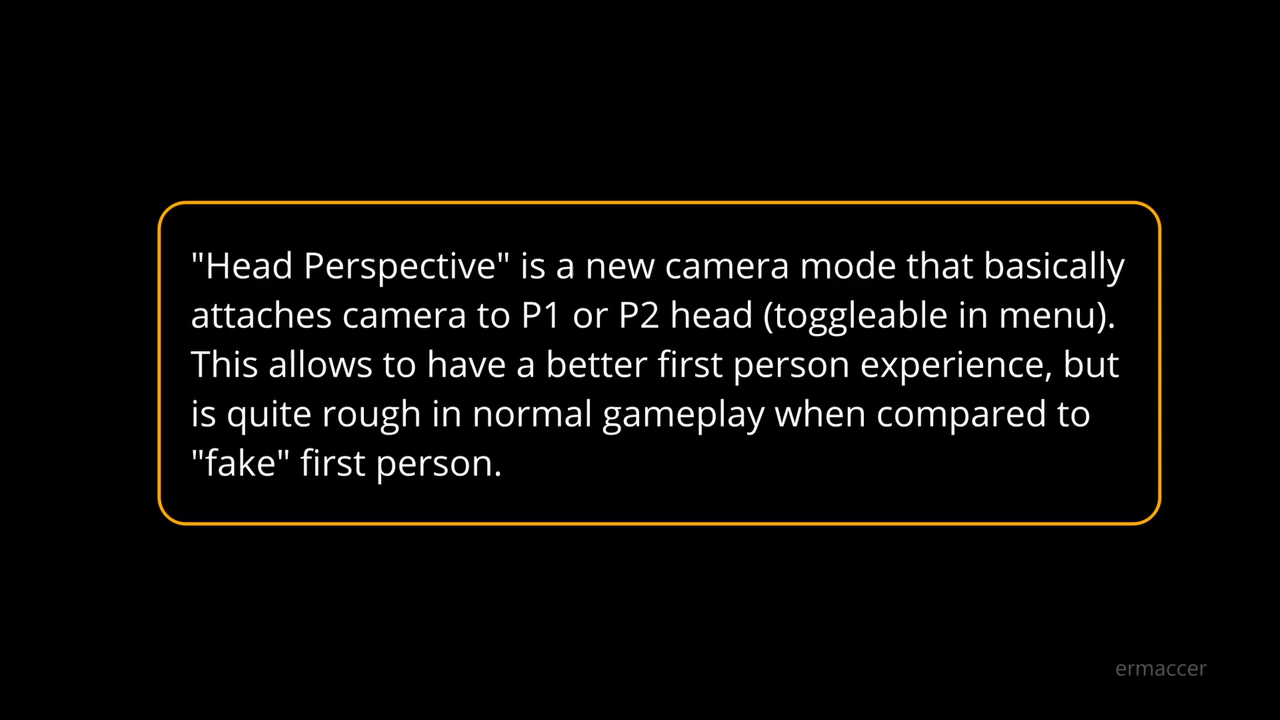 "Head Perspective" is a new camera mode that basically
attaches camera to P1 or P2 head (toggleable in menu).
This allows to have a better first person experience, but
is quite rough in normal gameplay when compared to
"fake" first person.
ermaccer